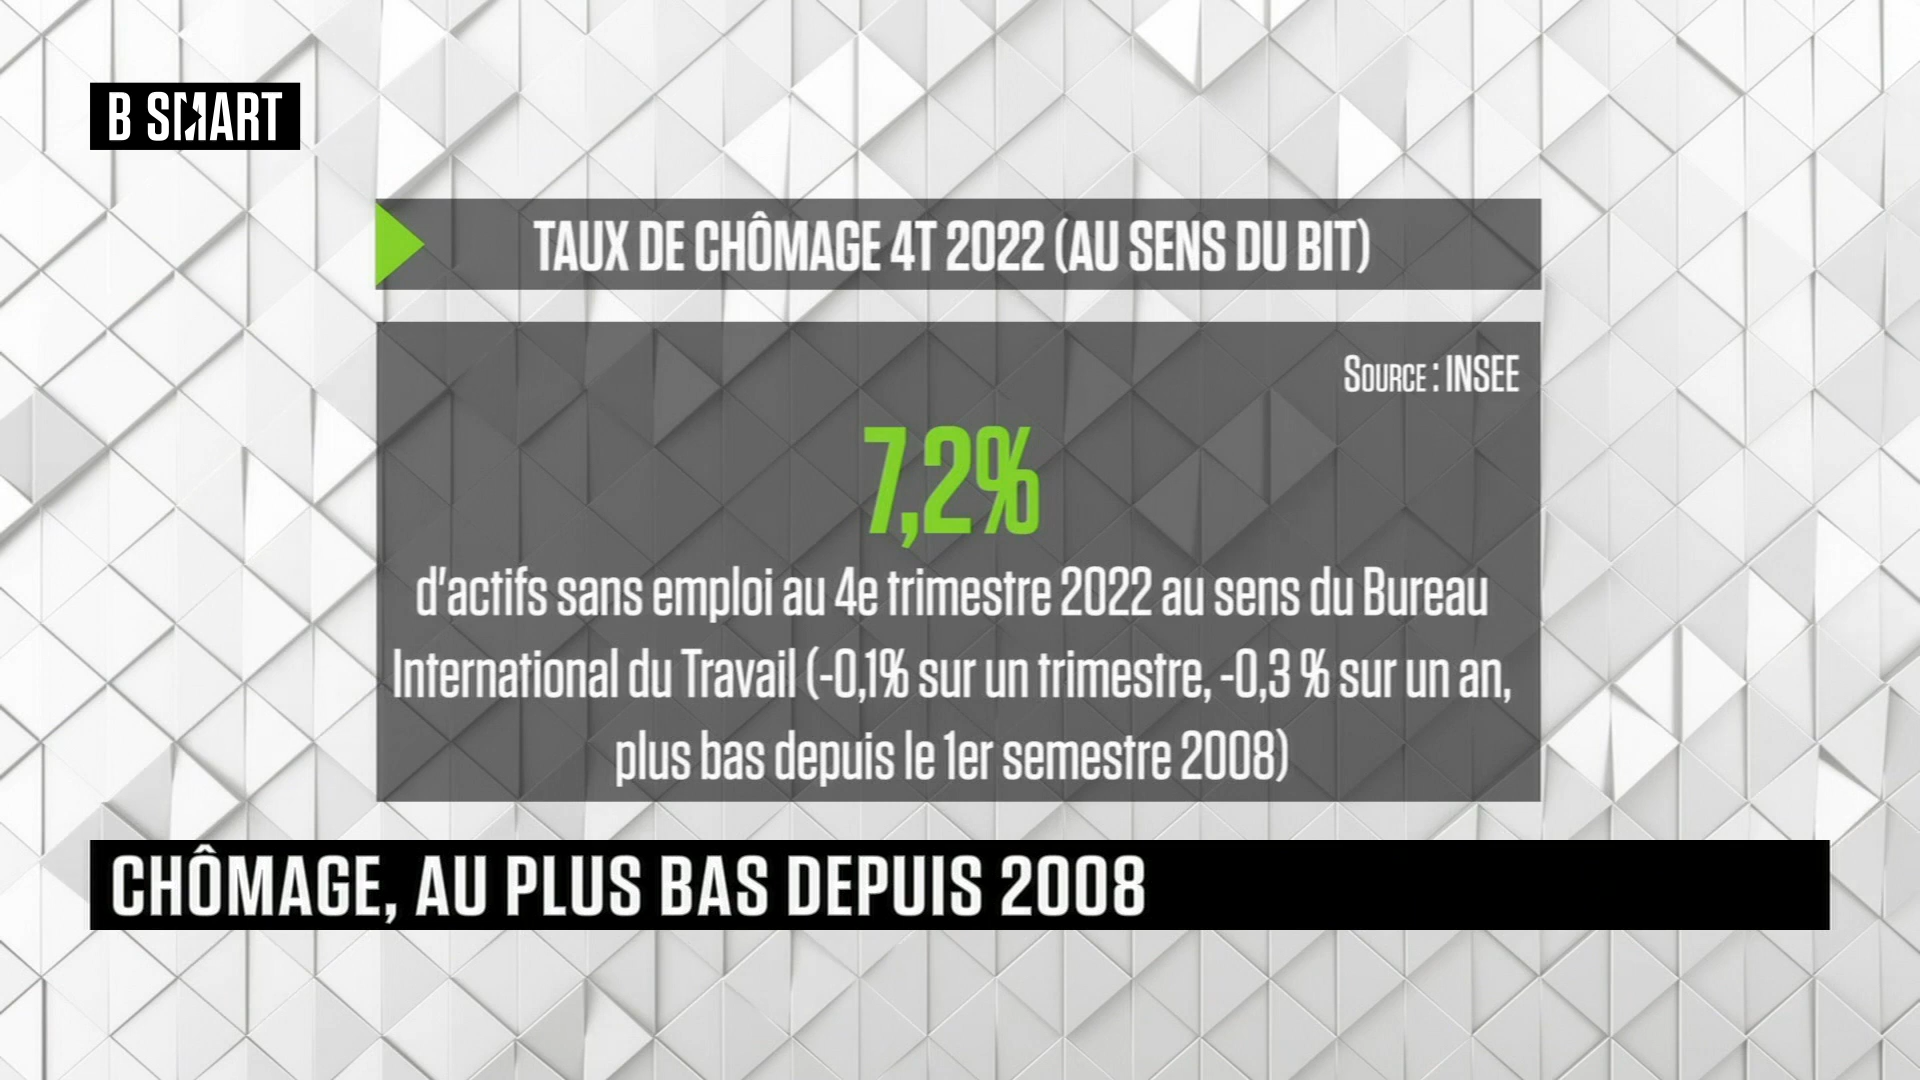 B SMART
TAUX DE CHÔMAGE 4T 2022 (AU SENS DU BIT)
SOURCE : INSEE
7,2%
d'actifs sans emploi au 4e trimestre 2022 au sens du Bureau
International du Travail (-0,1% sur un trimestre, -0,3 % sur un an,
plus bas depuis le 1er semestre 2008)
CHÔMAGE, AU PLUS BAS DEPUIS 2008